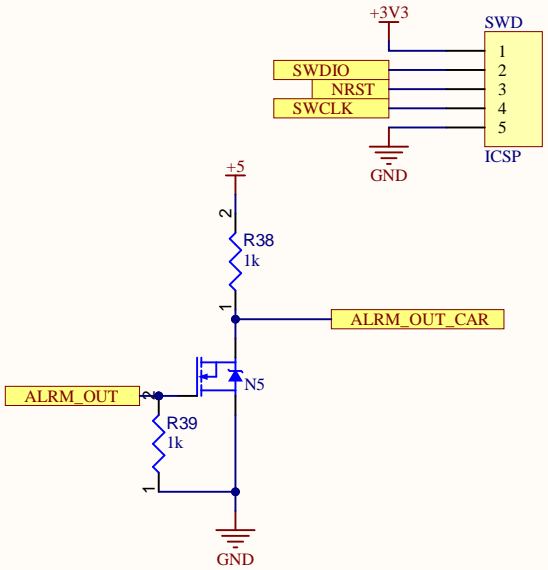 +3V3
SWD
1
SWDIO 2
NRST 3
SWCLK 4
5
GND
ICSP
+5
2
R38
1k
1
ALRM_OUT_CAR
N5
ALRM_OUT 2
R39
1k
1
GND